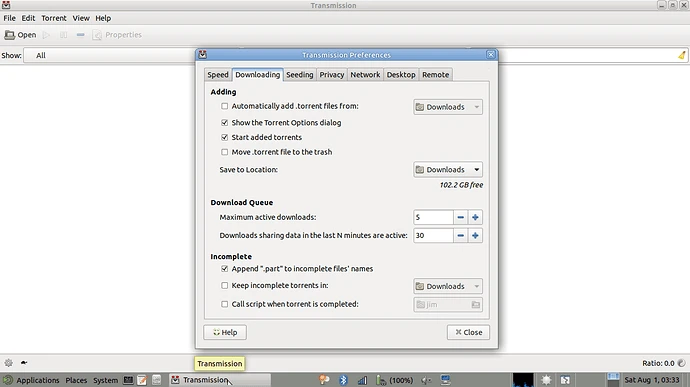 Transmission
File Edit Torrent View Help
Open Properties
Show: All
Transmission Preferences
Speed Downloading Seeding Privacy Network Desktop Remote
Adding
Automatically add .torrent files from: Downloads
Show the Torrent Options dialog
Start added torrents
Move .torrent file to the trash
Save to Location: Downloads
102.2 GB free
Download Queue
Maximum active downloads: 5
Downloads sharing data in the last N minutes are active: 30
Incomplete
Append ".part" to incomplete files' names
Keep incomplete torrents in: Downloads
Call script when torrent is completed: jim
Help Close
Transmission
Ratio: 0.0
Applications Places System Transmission (100%) Sat Aug 1, 03:33